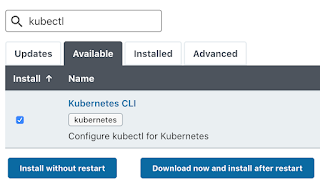 kubectl
Updates Available Installed Advanced
Install ↑ Name
Kubernetes CLI
kubernetes
Configure kubectl for Kubernetes
Install without restart Download now and install after restart